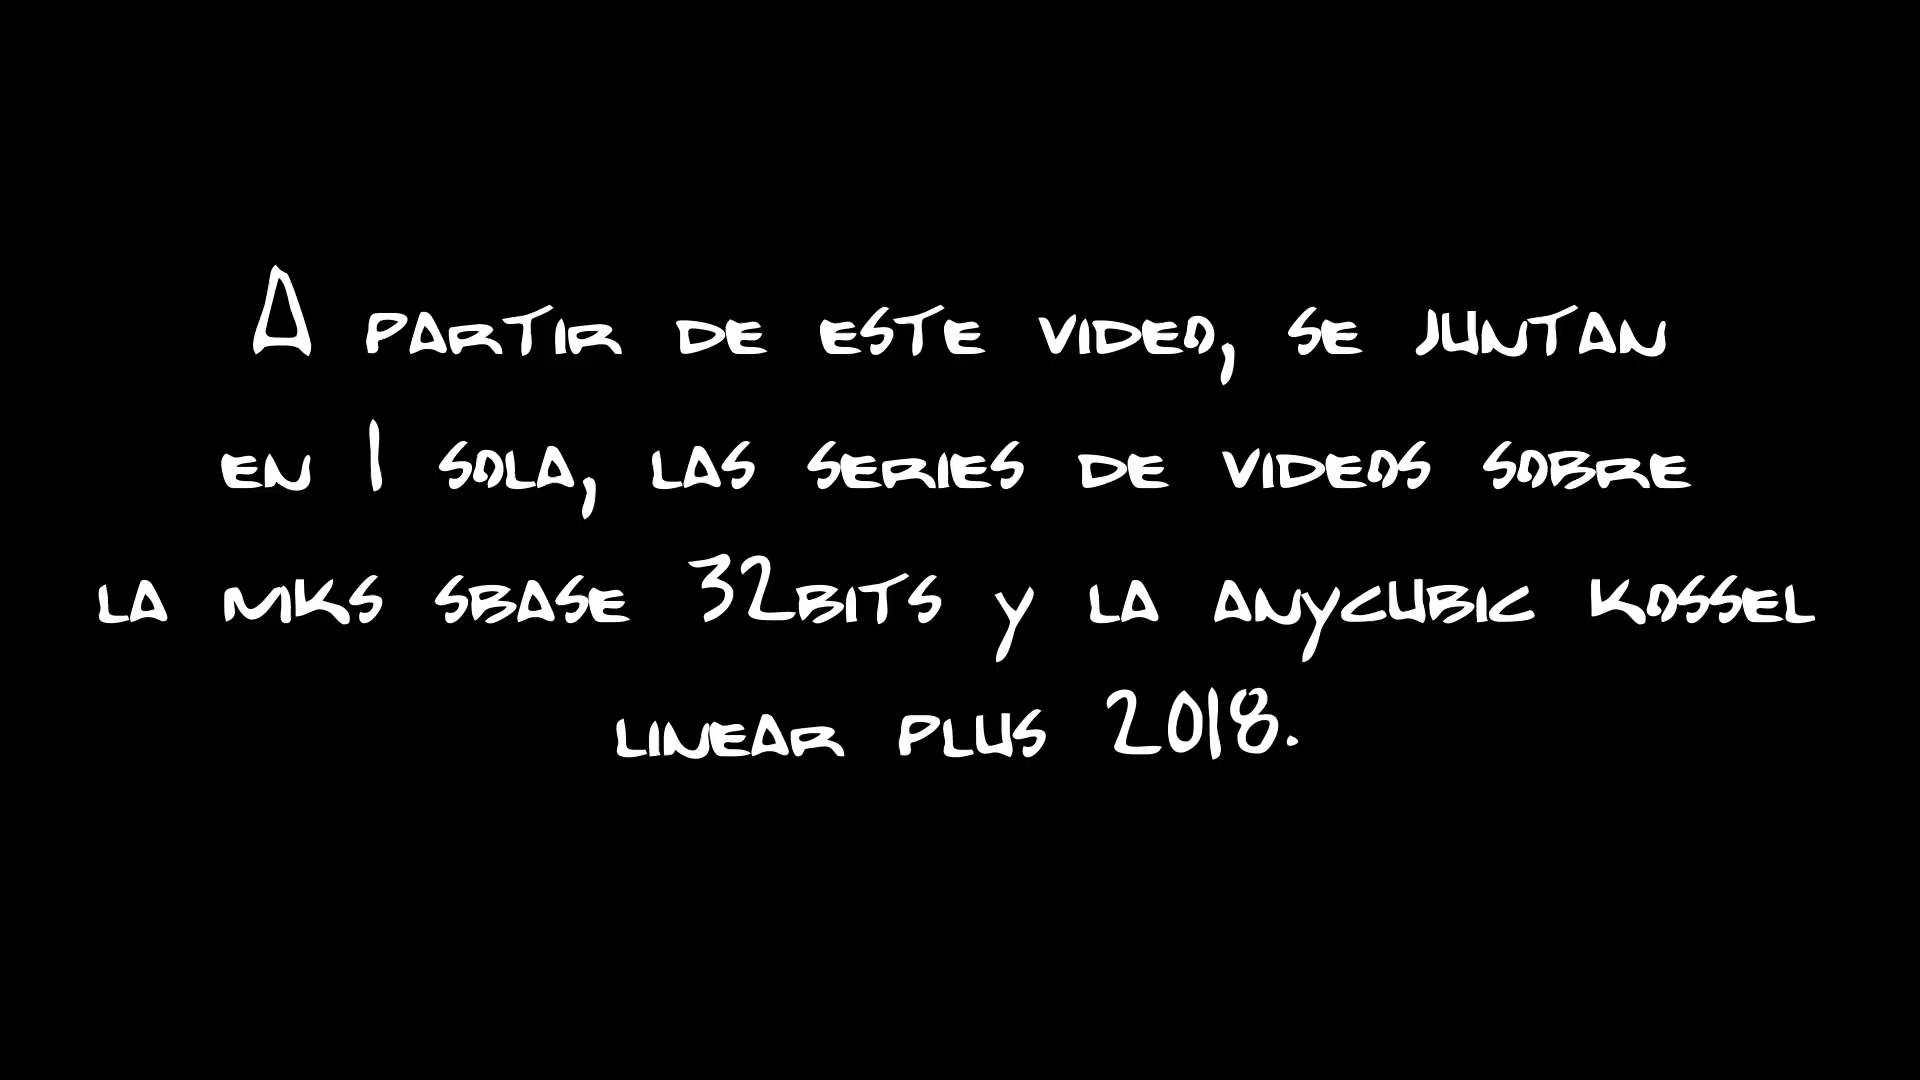 A partir de este video, se juntan
en 1 sola, las series de videos sobre
la mks sbase 32bits y la anycubic kossel
linear plus 2018.